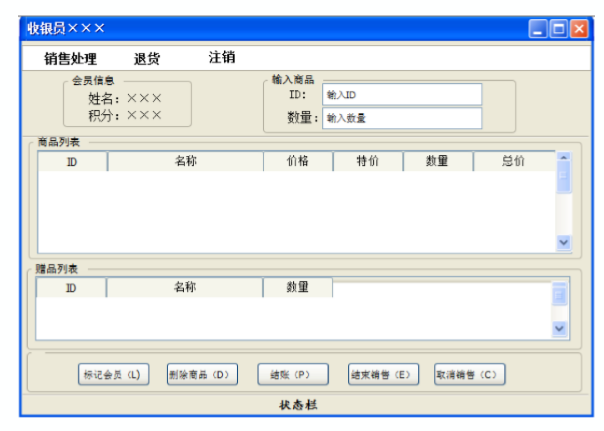 收银员×××
销售处理 退货 注销
会员信息
姓名：×××
积分：×××
输入商品
ID： 输入ID
数量： 输入数量
商品列表
ID 名称 价格 特价 数量 总价
赠品列表
ID 名称 数量
标记会员（L） 删除商品（D） 结账（P） 结束销售（E） 取消销售（C）
状态栏